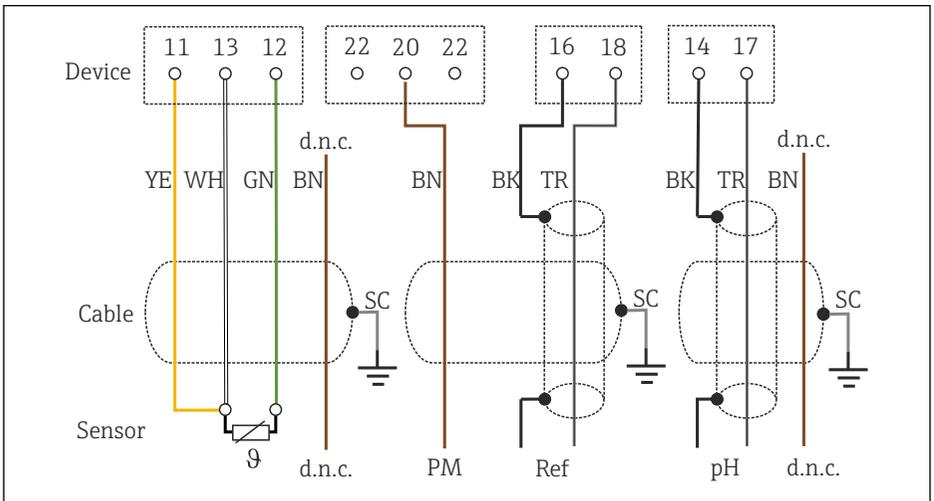 11 13 12 22 20 22 16 18 14 17
Device
d.n.c. d.n.c.
YE WH GN BN BN BK TR BK TR BN
SC SC SC
Cable
Sensor
ϑ d.n.c. PM Ref pH d.n.c.